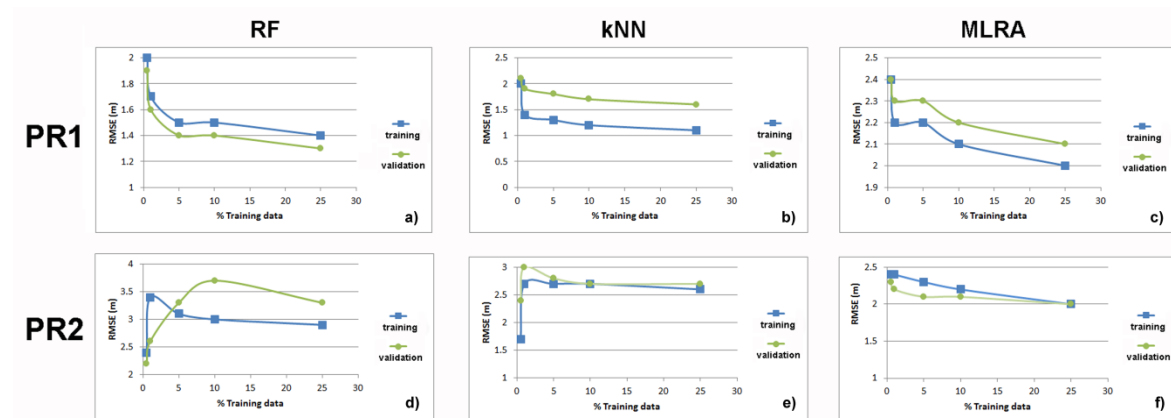 RF
kNN
MLRA
PR1
RMSE (m)
2
1.8
1.6
1.4
1.2
1
0 5 10 15 20 25 30
% Training data
training
validation
a)
RMSE (m)
2.5
2
1.5
1
0.5
0
0 5 10 15 20 25 30
% Training data
training
validation
b)
RMSE (m)
2.5
2.4
2.3
2.2
2.1
2
1.9
0 5 10 15 20 25 30
% Training data
training
validation
c)
PR2
RMSE (m)
4
3.5
3
2.5
2
0 5 10 15 20 25 30
% Training data
training
validation
d)
RMSE (m)
3
2.5
2
1.5
1
0 5 10 15 20 25 30
% Training data
training
validation
e)
RMSE (m)
2.5
2
1.5
1
0 5 10 15 20 25 30
% Training data
training
validation
f)